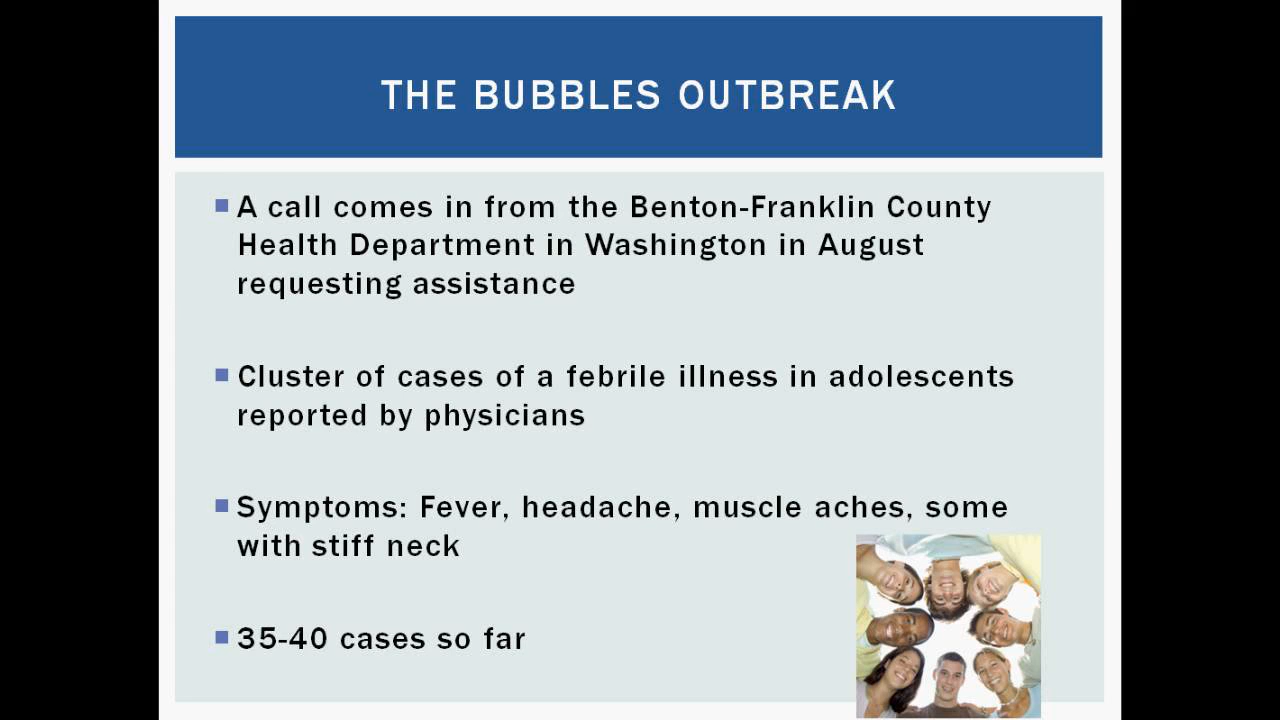 THE BUBBLES OUTBREAK
A call comes in from the Benton-Franklin County
Health Department in Washington in August
requesting assistance
Cluster of cases of a febrile illness in adolescents
reported by physicians
Symptoms: Fever, headache, muscle aches, some
with stiff neck
35-40 cases so far